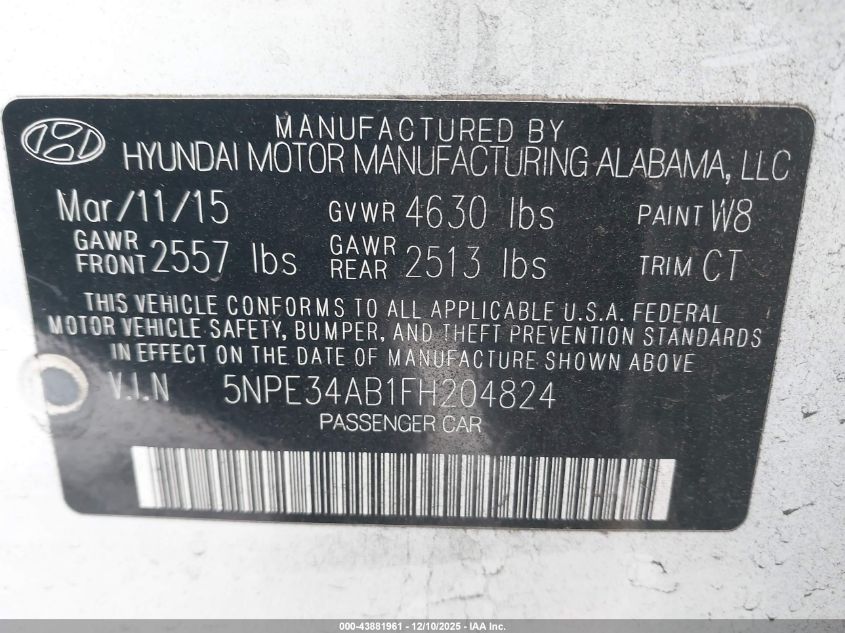 MANUFACTURED BY
HYUNDAI MOTOR MANUFACTURING ALABAMA, LLC
Mar/11/15 GVWR 4630 lbs PAINT W8
GAWR FRONT 2557 lbs GAWR REAR 2513 lbs TRIM CT
THIS VEHICLE CONFORMS TO ALL APPLICABLE U.S.A. FEDERAL
MOTOR VEHICLE SAFETY, BUMPER, AND THEFT PREVENTION STANDARDS
IN EFFECT ON THE DATE OF MANUFACTURE SHOWN ABOVE
V.I.N 5NPE34AB1FH204824
PASSENGER CAR
000-43881961 - 12/10/2025 - IAA Inc.